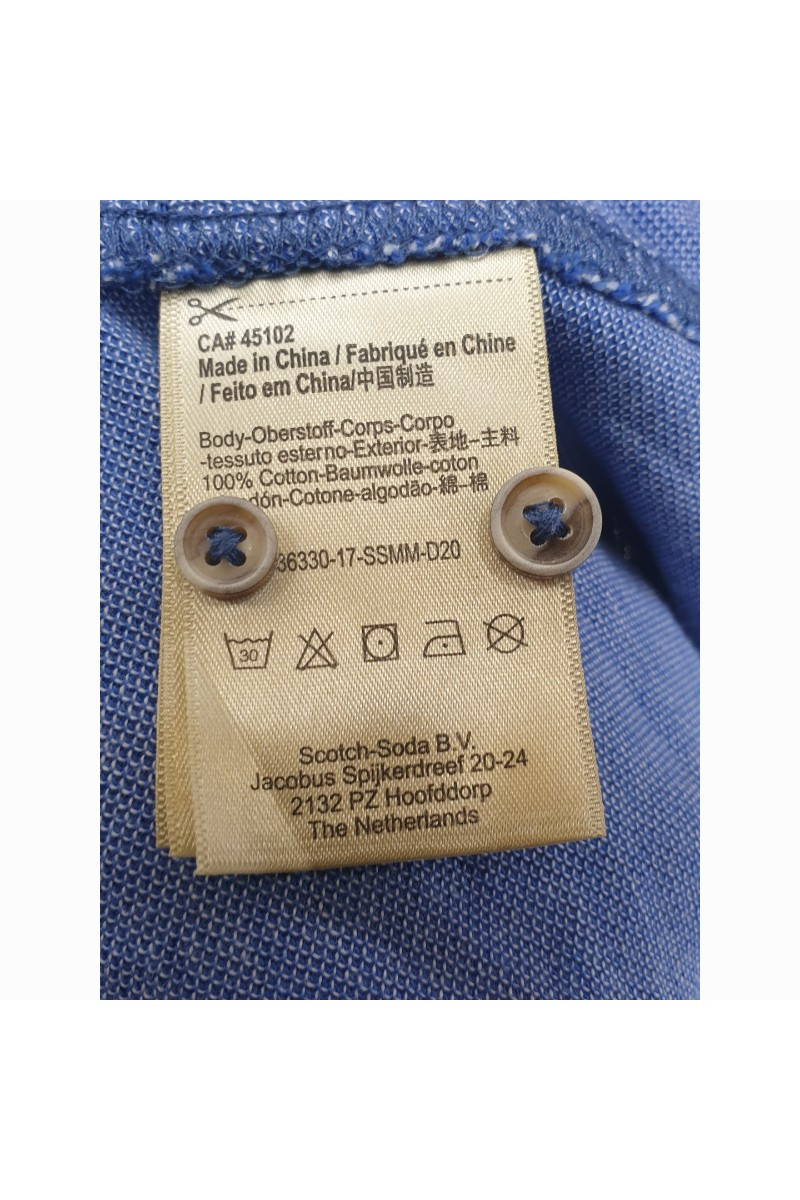 CA# 45102
Made in China / Fabriqué en Chine
/ Feito em China/中国制造
Body-Oberstoff-Corps-Corpo
-tessuto esterno-Exterior-表地-主料
100% Cotton-Baumwolle-coton
dón-Cotone-algodão-綿-棉
36330-17-SSMM-D20
30
Scotch-Soda B.V.
Jacobus Spijkerdreef 20-24
2132 PZ Hoofddorp
The Netherlands